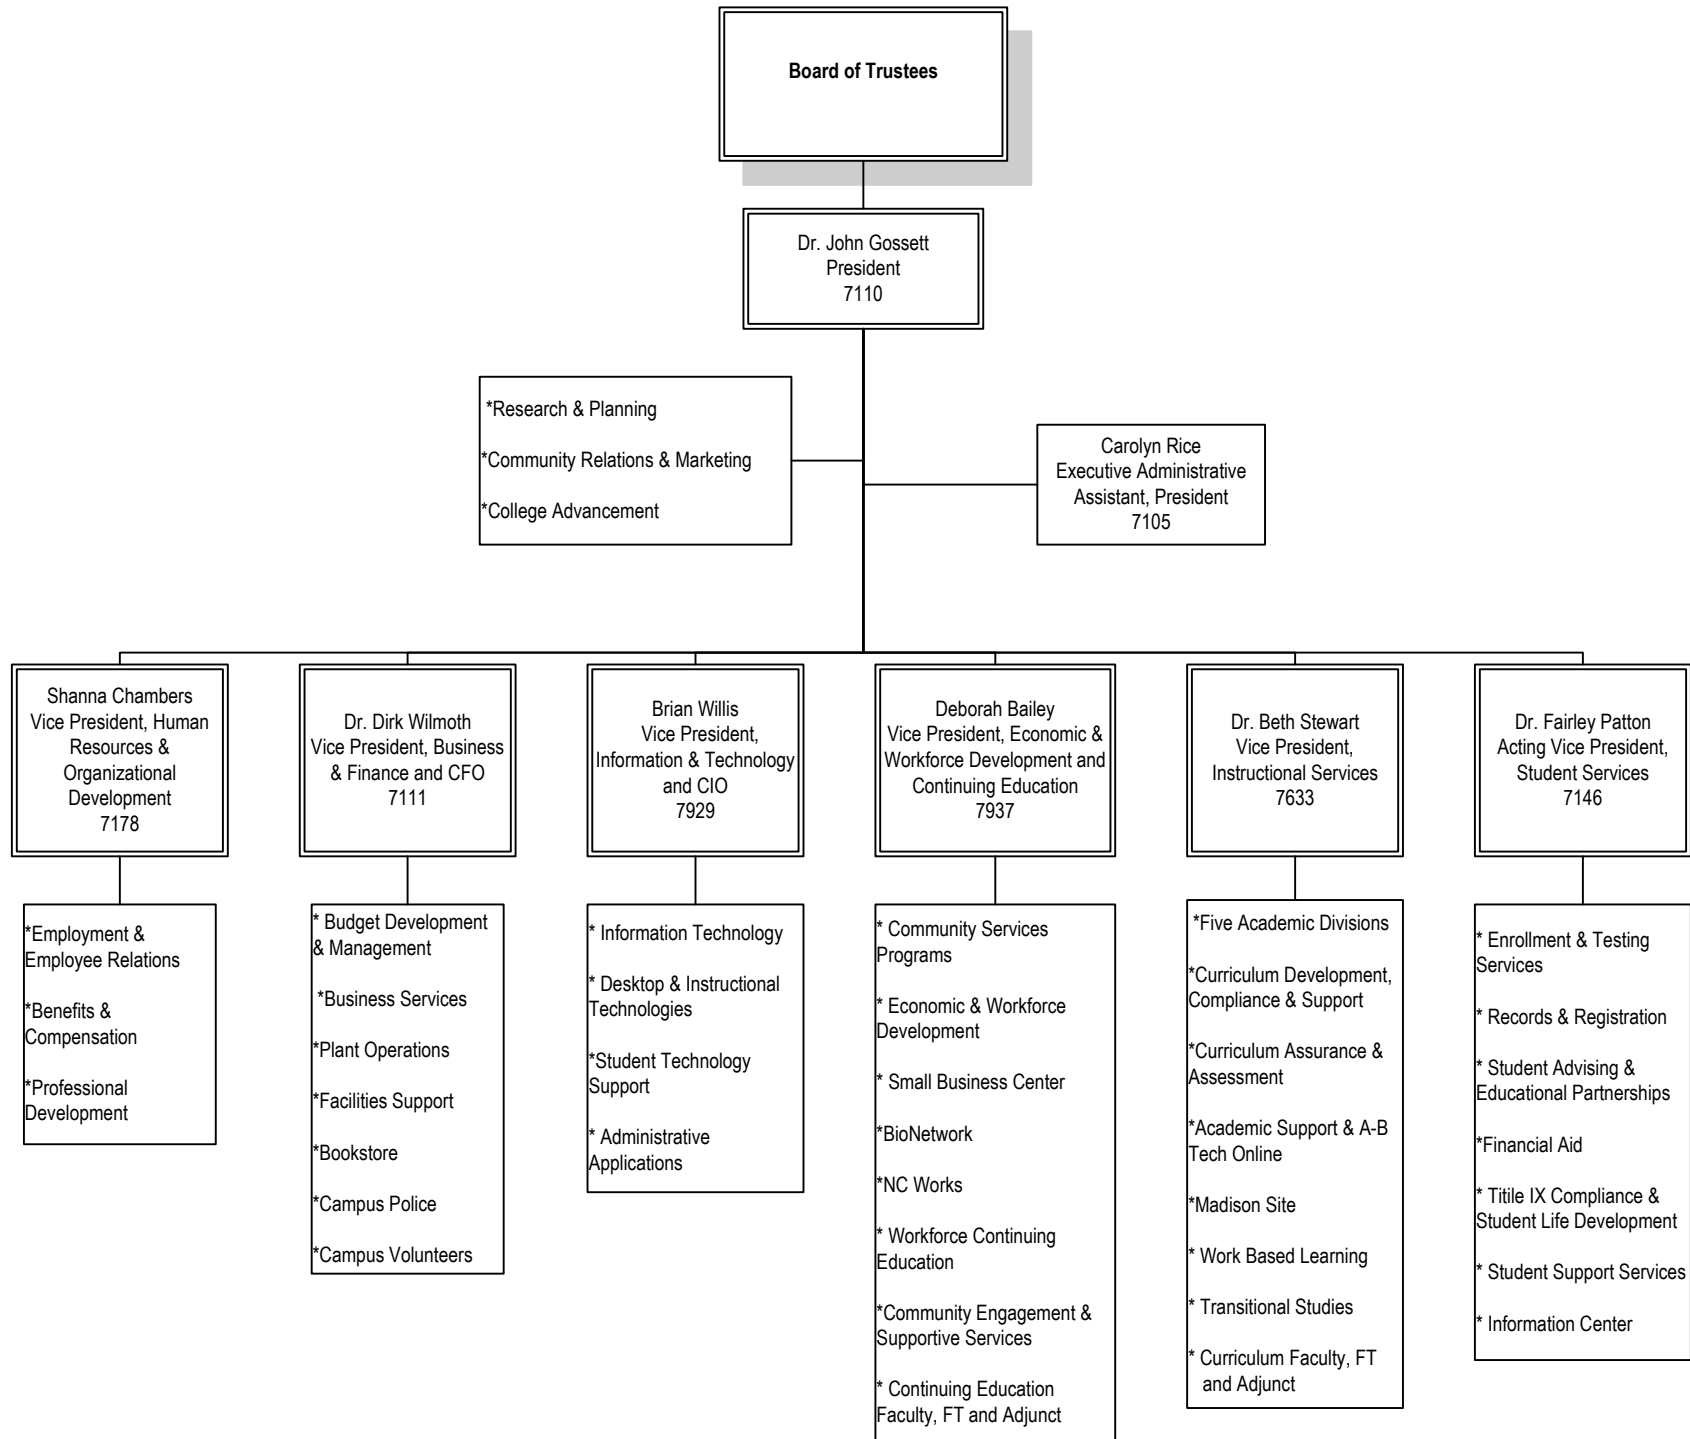 Board of Trustees
Dr. John Gossett
President
7110
*Research & Planning
*Community Relations & Marketing
*College Advancement
Carolyn Rice
Executive Administrative
Assistant, President
7105
Shanna Chambers
Vice President, Human
Resources &
Organizational
Development
7178
Dr. Dirk Wilmoth
Vice President, Business
& Finance and CFO
7111
Brian Willis
Vice President,
Information & Technology
and CIO
7929
Deborah Bailey
Vice President, Economic &
Workforce Development and
Continuing Education
7937
Dr. Beth Stewart
Vice President,
Instructional Services
7633
Dr. Fairley Patton
Acting Vice President,
Student Services
7146
*Employment &
Employee Relations
*Benefits &
Compensation
*Professional
Development
* Budget Development
& Management
*Business Services
*Plant Operations
*Facilities Support
*Bookstore
*Campus Police
*Campus Volunteers
* Information Technology
* Desktop & Instructional
Technologies
*Student Technology
Support
* Administrative
Applications
* Community Services
Programs
* Economic & Workforce
Development
* Small Business Center
*BioNetwork
*NC Works
* Workforce Continuing
Education
*Community Engagement &
Supportive Services
* Continuing Education
Faculty, FT and Adjunct
*Five Academic Divisions
*Curriculum Development,
Compliance & Support
*Curriculum Assurance &
Assessment
*Academic Support & A-B
Tech Online
*Madison Site
* Work Based Learning
* Transitional Studies
* Curriculum Faculty, FT
and Adjunct
* Enrollment & Testing
Services
* Records & Registration
* Student Advising &
Educational Partnerships
*Financial Aid
* Titile IX Compliance &
Student Life Development
* Student Support Services
* Information Center